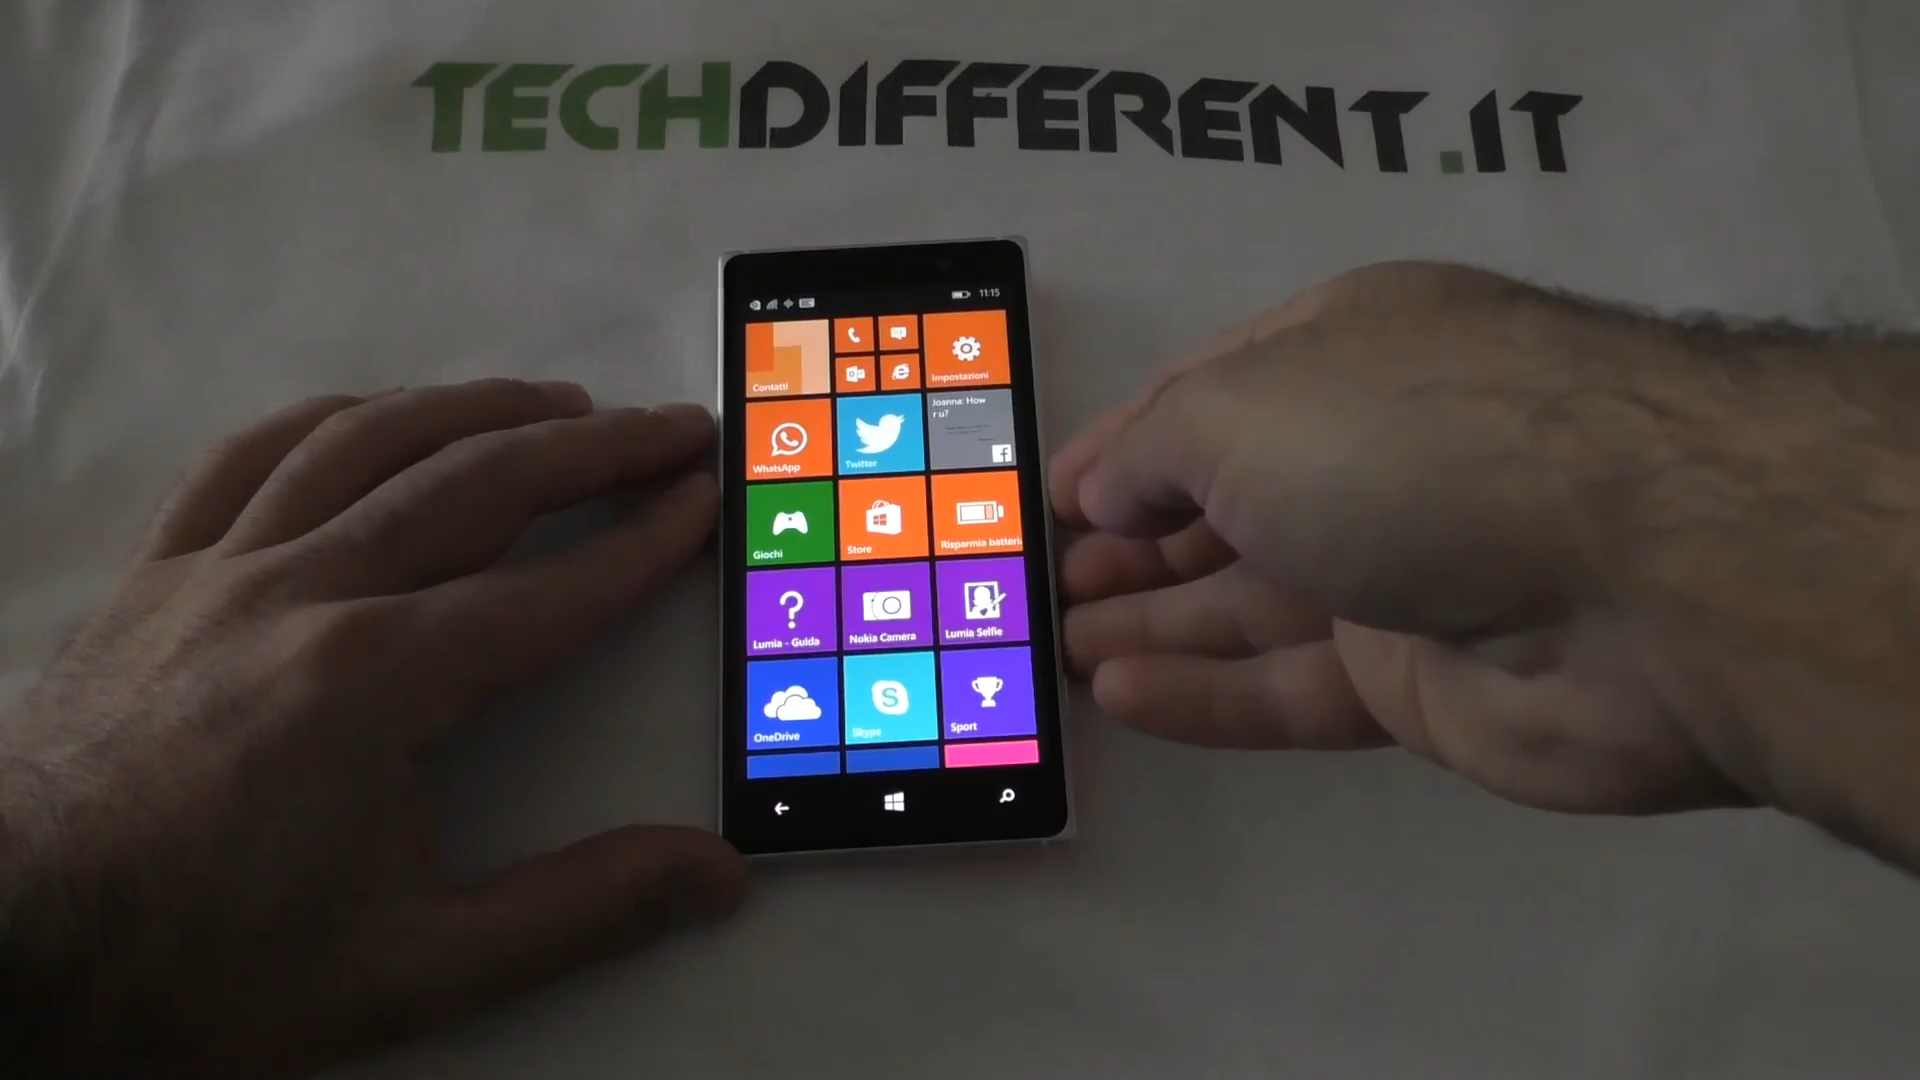 TECHDIFFERENT.IT
11:15
Contatti
Impostazioni
WhatsApp
Twitter
Joanna: How
r u?
Giochi
Store
Risparmia batteri
Lumia - Guida
Nokia Camera
Lumia Selfie
OneDrive
Skype
Sport